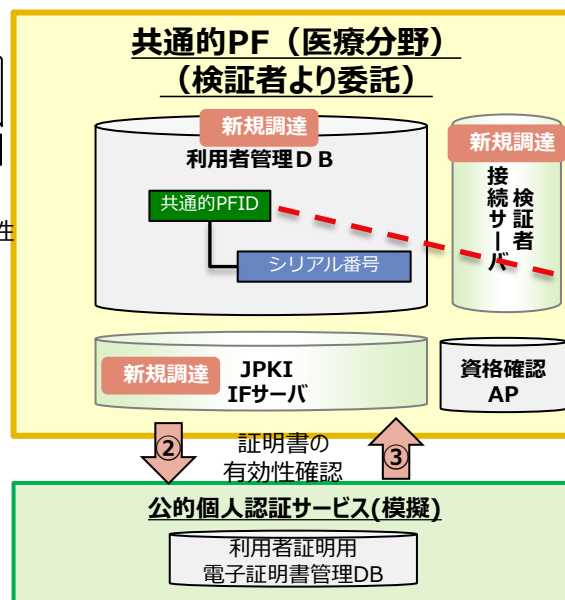 共通的PF（医療分野）
（検証者より委託）
新規調達
利用者管理ＤＢ
共通的PFID
シリアル番号
新規調達
検証者
接続サーバ
性
新規調達
JPKI
IFサーバ
資格確認
AP
②
証明書の
有効性確認
③
公的個人認証サービス(模擬)
利用者証明用
電子証明書管理DB